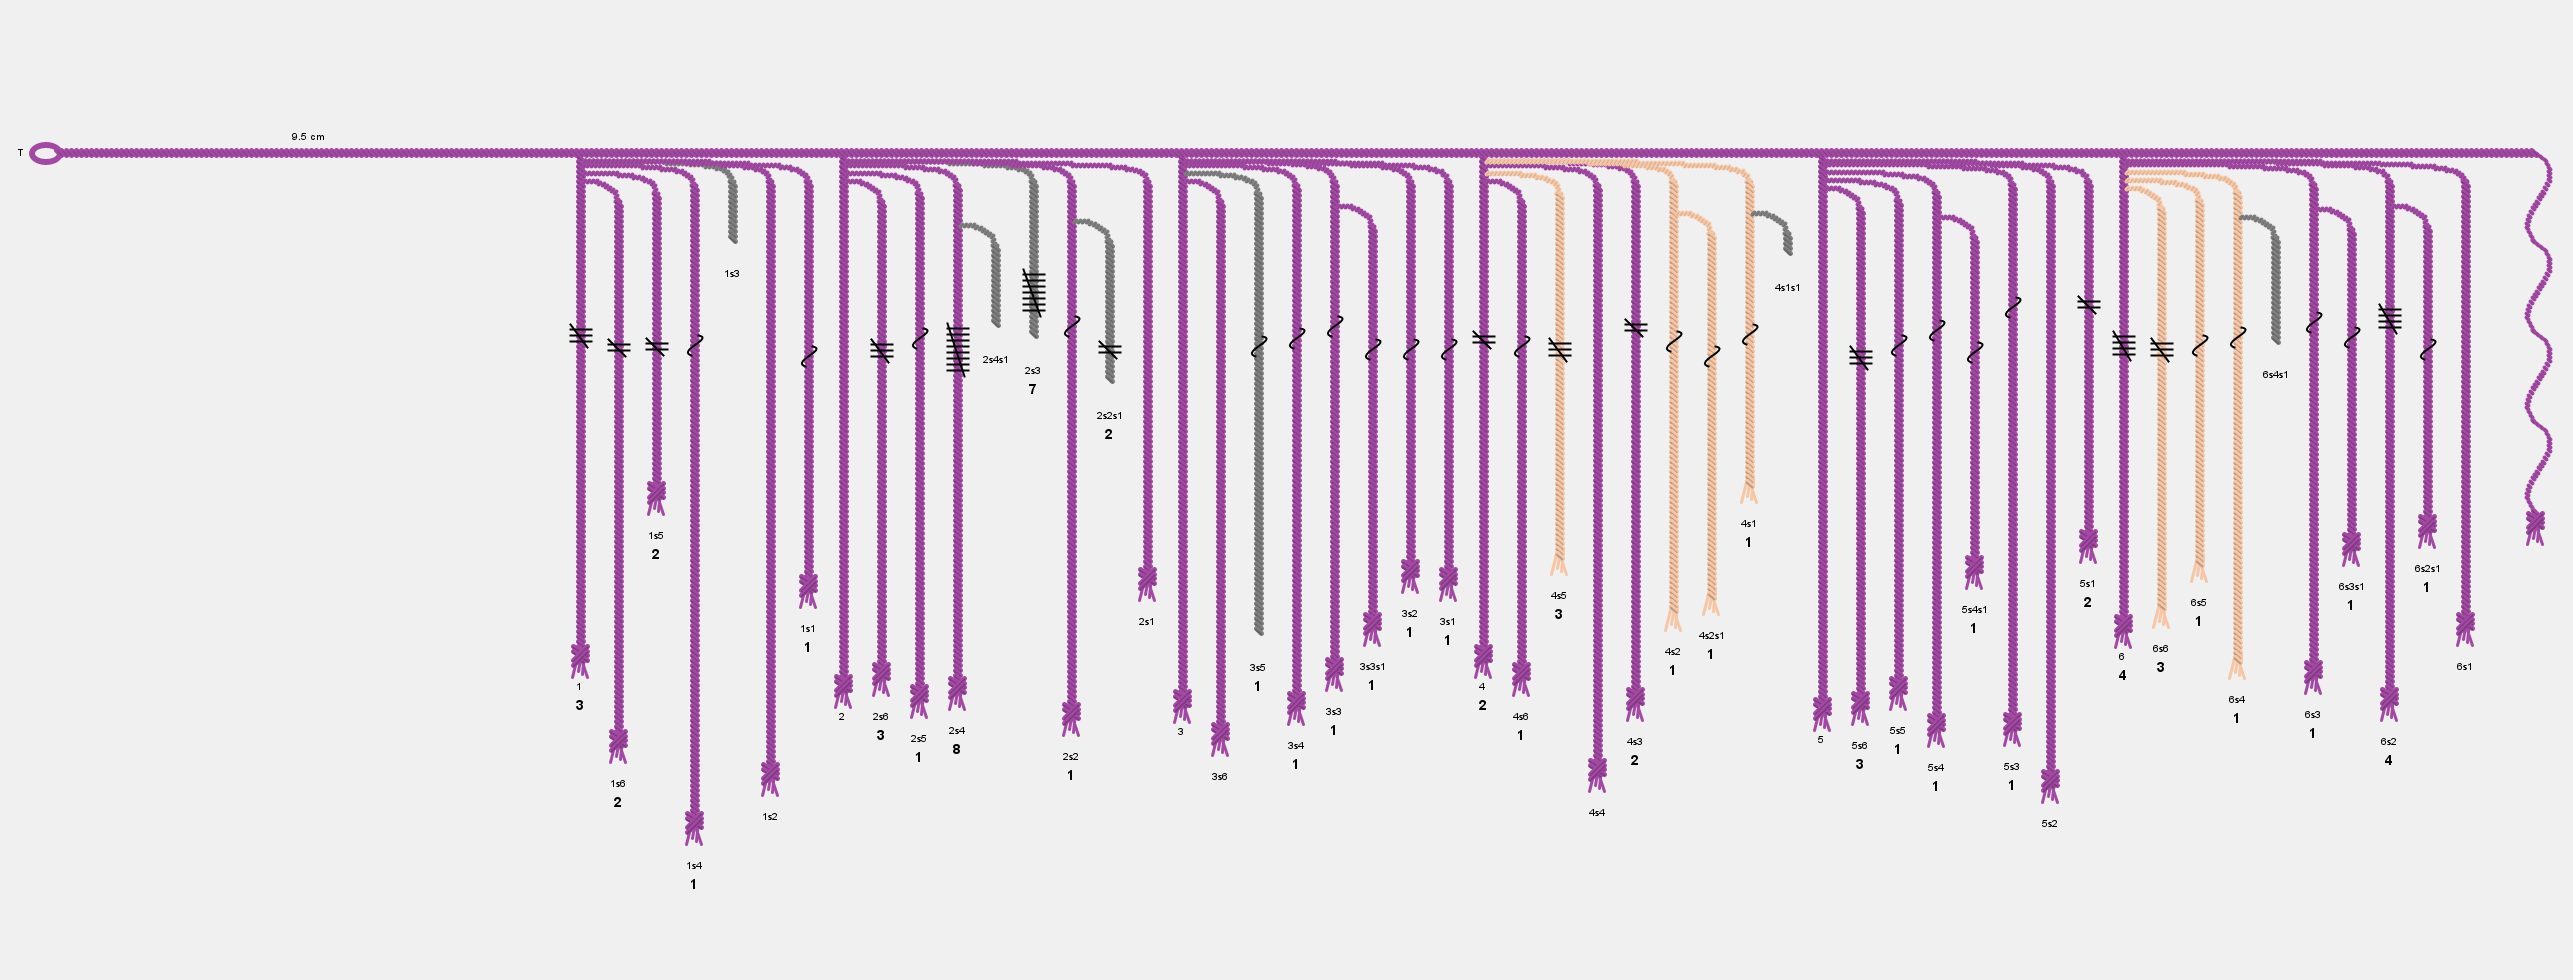 9.5 cm
T
1
3
1s6
2
1s5
2
1s4
1
1s3
1s2
1s1
1
2
2s6
3
2s5
1
2s4
8
2s4s1
2s3
7
2s2
1
2s2s1
2
2s1
3
3s6
3s5
1
3s4
1
3s3
1
3s3s1
1
3s2
1
3s1
1
4
2
4s6
1
4s5
3
4s4
4s3
2
4s2
1
4s2s1
1
4s1
1
4s1s1
5
5s6
3
5s5
1
5s4
1
5s4s1
1
5s3
1
5s2
5s1
2
6
4
6s6
3
6s5
1
6s4
1
6s4s1
6s3
1
6s3s1
1
6s2
4
6s2s1
1
6s1